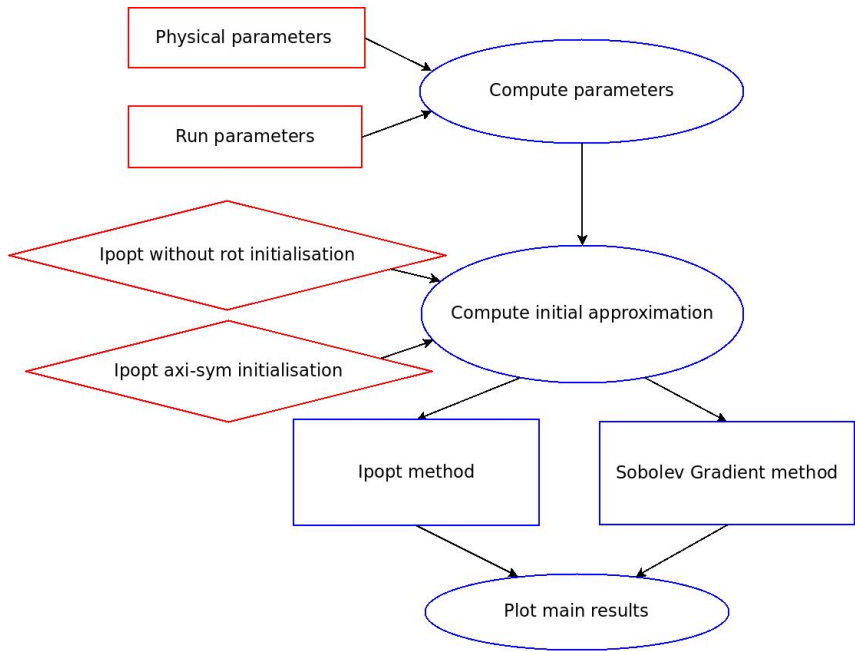 Physical parameters
Compute parameters
Run parameters
Ipopt without rot initialisation
Compute initial approximation
Ipopt axi-sym initialisation
Ipopt method
Sobolev Gradient method
Plot main results